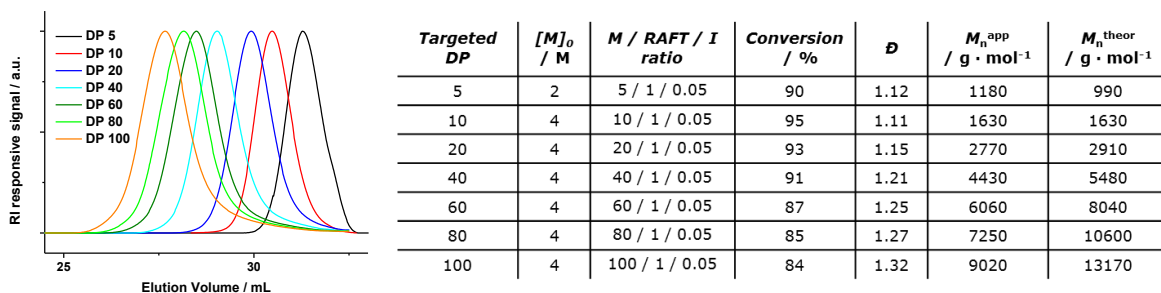 DP 5
DP 10
DP 20
DP 40
DP 60
DP 80
DP 100
RI responsive signal / a.u.
25 30
Elution Volume / mL
Targeted DP [M]₀ / M M / RAFT / I ratio Conversion / % Đ Mₙᵃᵖᵖ / g · mol⁻¹ Mₙᵗʰᵉᵒʳ / g · mol⁻¹
5 2 5 / 1 / 0.05 90 1.12 1180 990
10 4 10 / 1 / 0.05 95 1.11 1630 1630
20 4 20 / 1 / 0.05 93 1.15 2770 2910
40 4 40 / 1 / 0.05 91 1.21 4430 5480
60 4 60 / 1 / 0.05 87 1.25 6060 8040
80 4 80 / 1 / 0.05 85 1.27 7250 10600
100 4 100 / 1 / 0.05 84 1.32 9020 13170